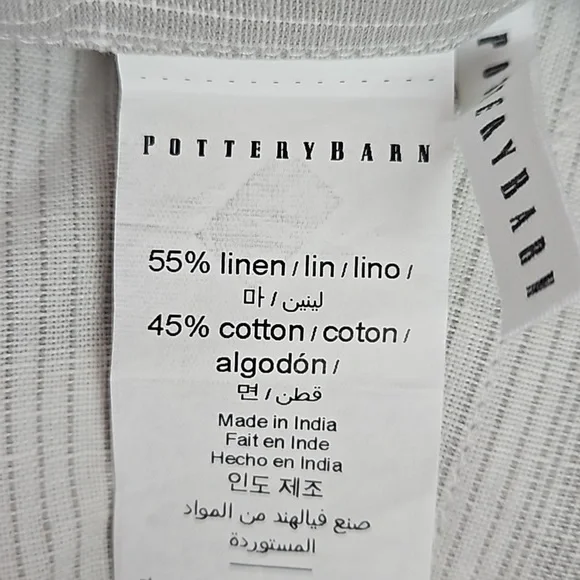 POTTERYBARN
55% linen / lin / lino /
마 / لينين
45% cotton / coton /
algodón /
면 / قطن
Made in India
Fait en Inde
Hecho en India
인도 제조
صنع فيالهند من المواد
المستوردة
POTTERYBARN